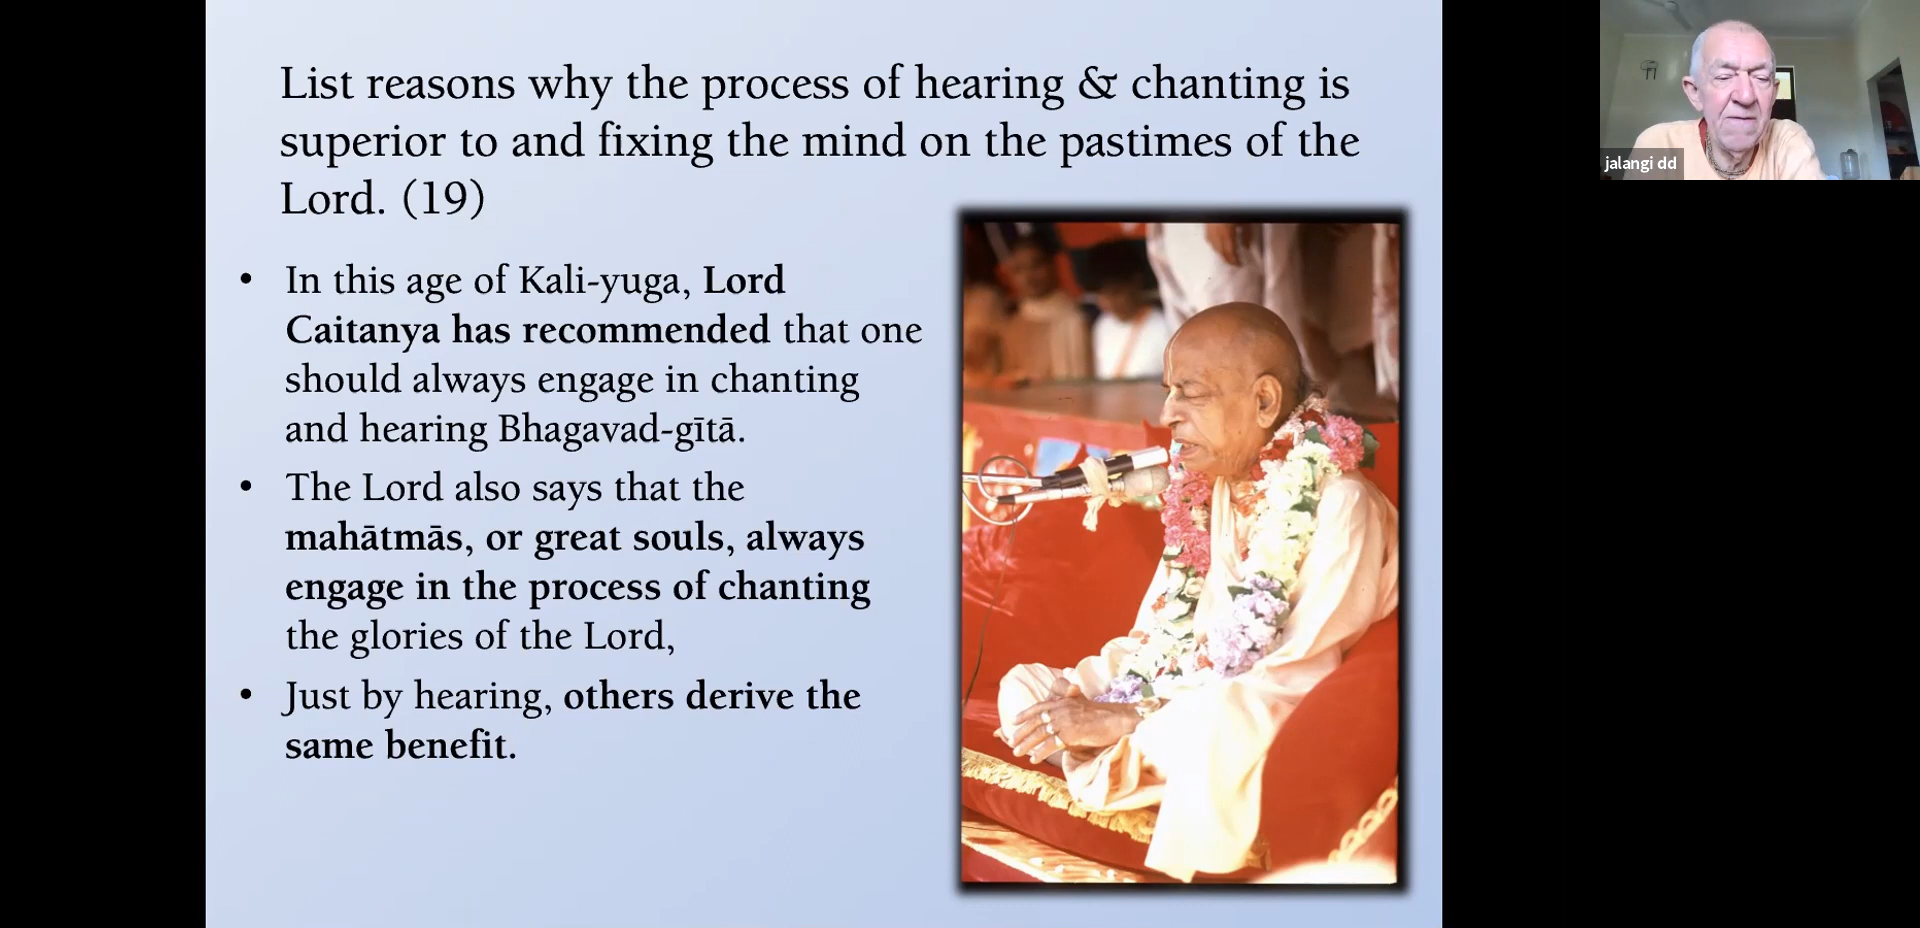 List reasons why the process of hearing & chanting is
superior to and fixing the mind on the pastimes of the
Lord. (19)
• In this age of Kali-yuga, Lord
Caitanya has recommended that one
should always engage in chanting
and hearing Bhagavad-gītā.
• The Lord also says that the
mahātmās, or great souls, always
engage in the process of chanting
the glories of the Lord,
• Just by hearing, others derive the
same benefit.
jalangi dd